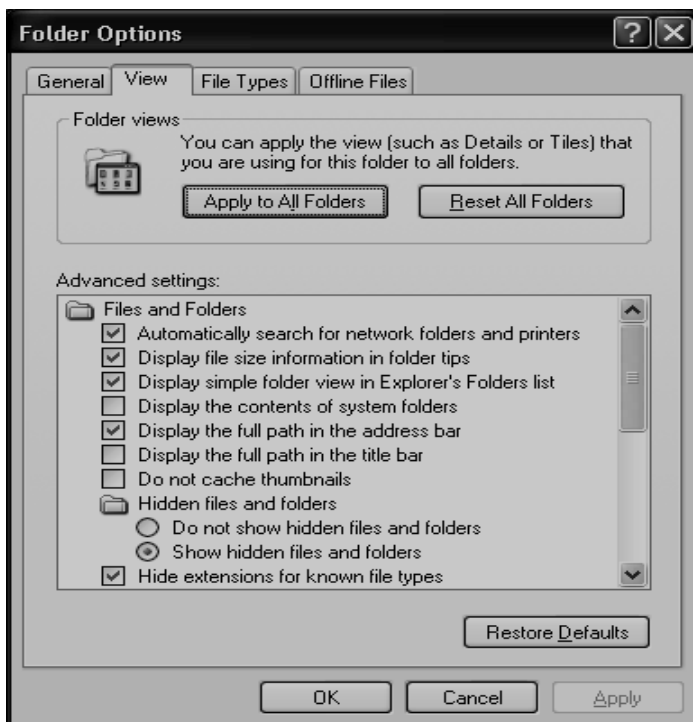 Folder Options
General
View
File Types
Offline Files
Folder views
You can apply the view (such as Details or Tiles) that
you are using for this folder to all folders.
Apply to All Folders
Reset All Folders
Advanced settings:
Files and Folders
Automatically search for network folders and printers
Display file size information in folder tips
Display simple folder view in Explorer's Folders list
Display the contents of system folders
Display the full path in the address bar
Display the full path in the title bar
Do not cache thumbnails
Hidden files and folders
Do not show hidden files and folders
Show hidden files and folders
Hide extensions for known file types
Restore Defaults
OK
Cancel
Apply